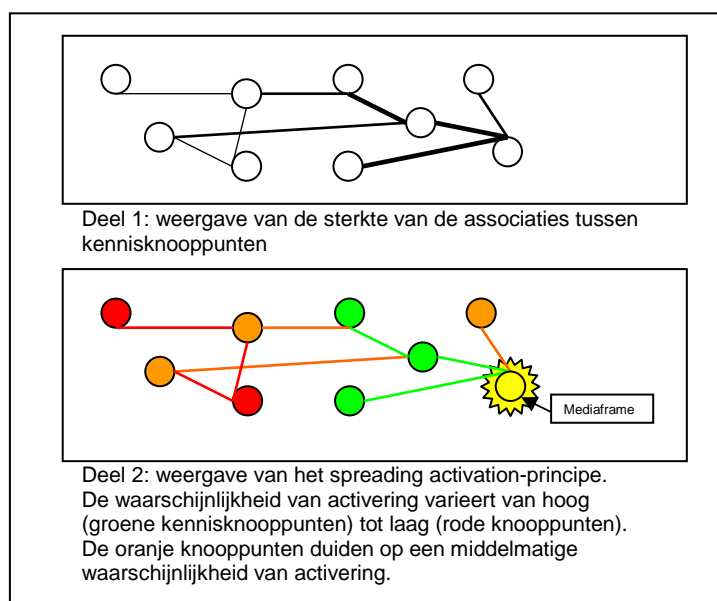 Deel 1: weergave van de sterkte van de associaties tussen
kennisknooppunten
Mediaframe
Deel 2: weergave van het spreading activation-principe.
De waarschijnlijkheid van activering varieert van hoog
(groene kennisknooppunten) tot laag (rode knooppunten).
De oranje knooppunten duiden op een middelmatige
waarschijnlijkheid van activering.